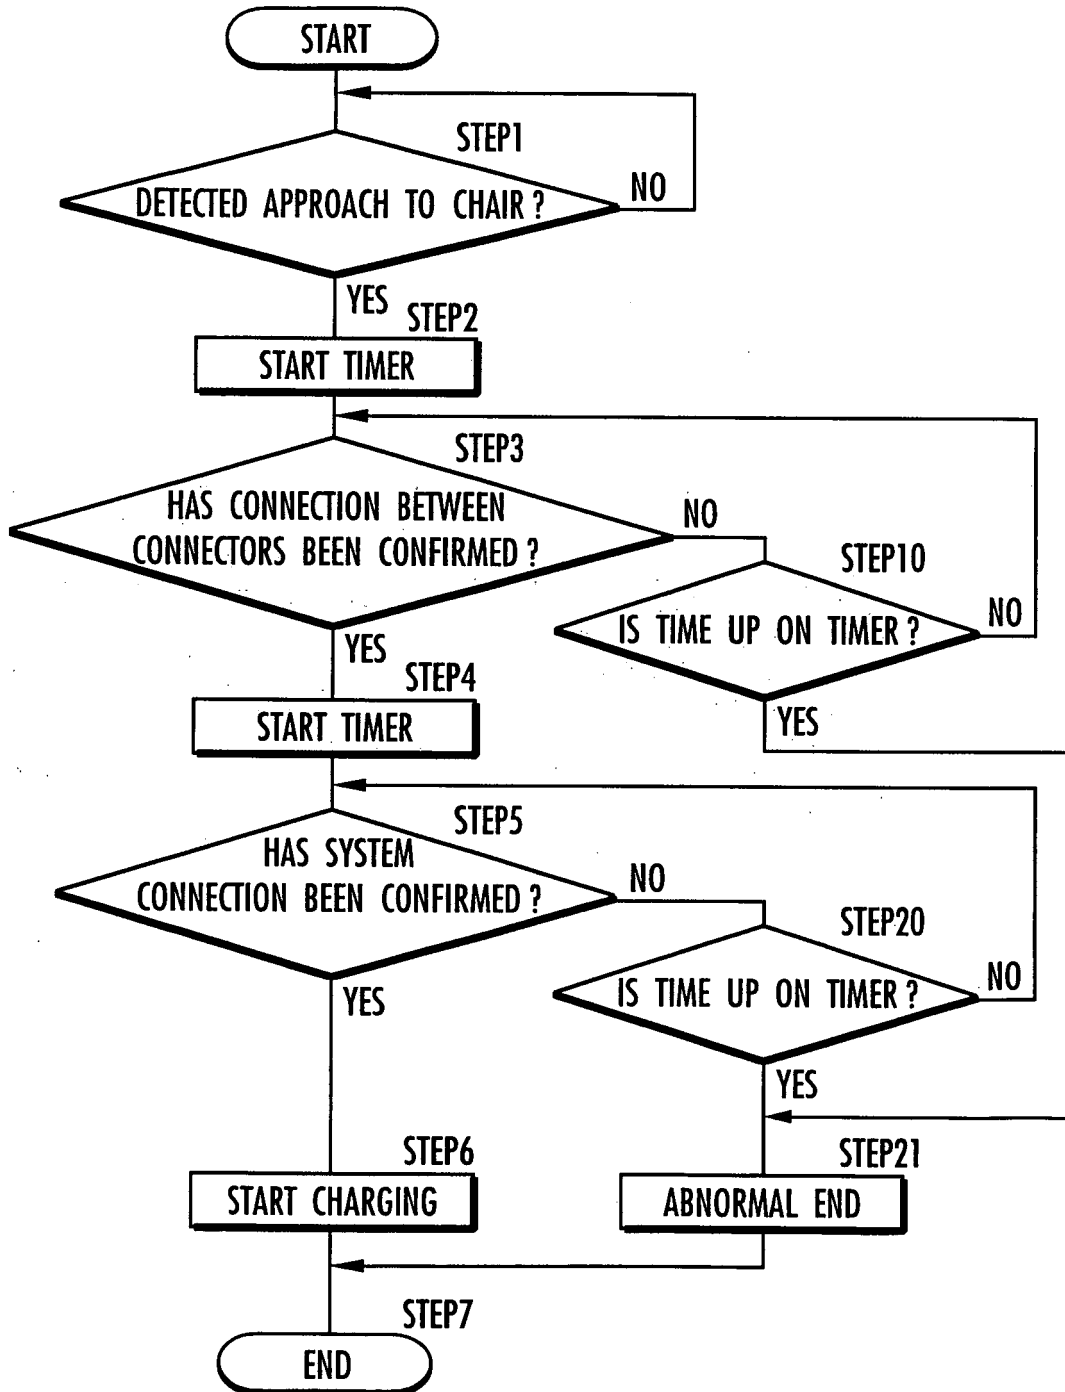 START
STEP1
DETECTED APPROACH TO CHAIR ?
NO
YES
STEP2
START TIMER
STEP3
HAS CONNECTION BETWEEN
CONNECTORS BEEN CONFIRMED ?
NO
STEP10
IS TIME UP ON TIMER ?
NO
YES
YES
STEP4
START TIMER
STEP5
HAS SYSTEM
CONNECTION BEEN CONFIRMED ?
NO
STEP20
IS TIME UP ON TIMER ?
NO
YES
YES
STEP6
START CHARGING
STEP21
ABNORMAL END
STEP7
END